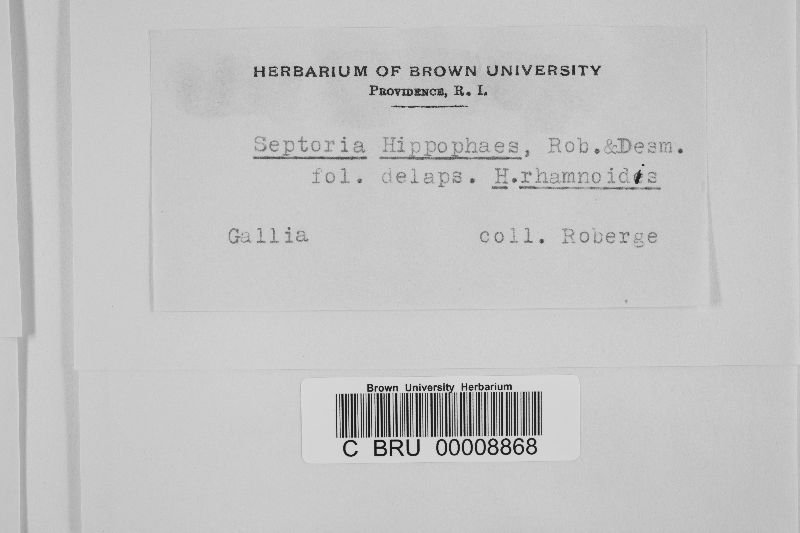 HERBARIUM OF BROWN UNIVERSITY
PROVIDENCE, R. I.
Septoria Hippophaes, Rob.&Desm.
fol. delaps. H.rhamnoidis
Gallia coll. Roberge
Brown University Herbarium
C BRU 00008868